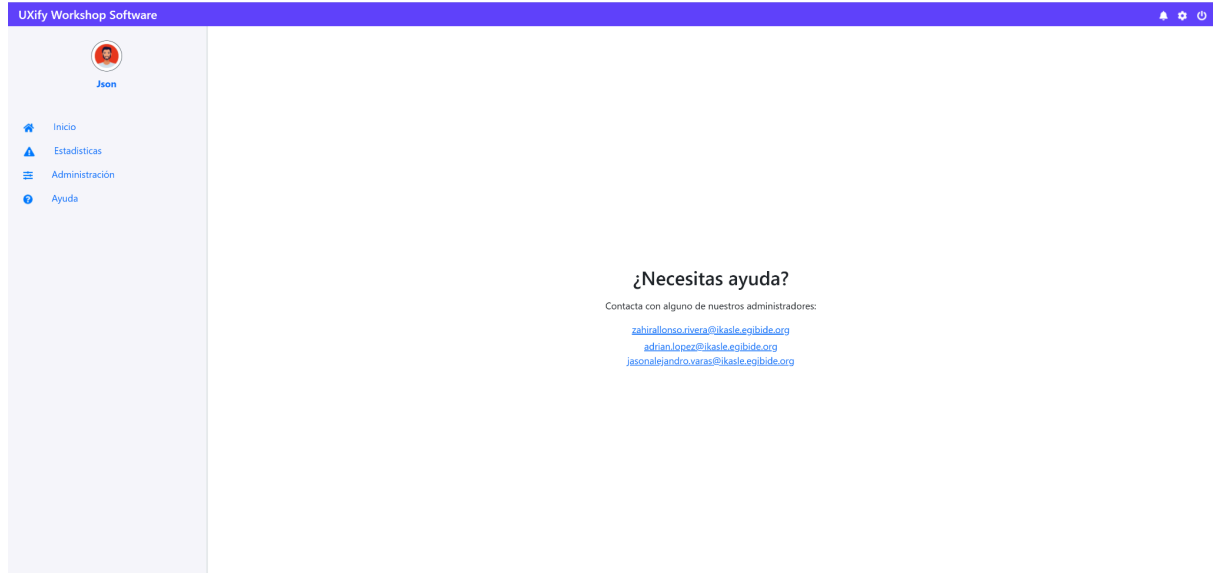 UXify Workshop Software
Json
Inicio
Estadísticas
Administración
Ayuda
¿Necesitas ayuda?
Contacta con alguno de nuestros administradores:
zahirallonso.rivera@ikasle.egibide.org
adrian.lopez@ikasle.egibide.org
jasonalejandro.varas@ikasle.egibide.org